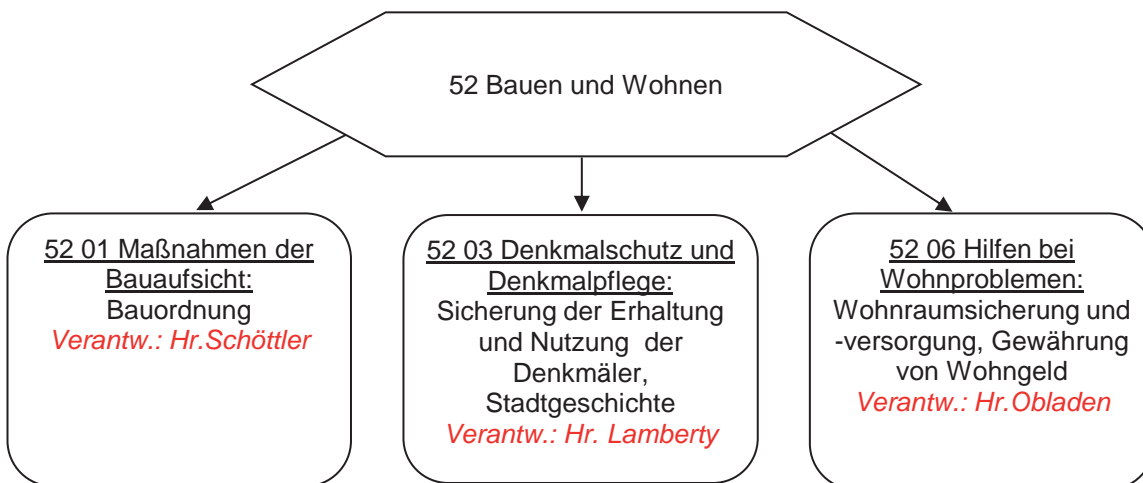 52 Bauen und Wohnen
52 01 Maßnahmen der
Bauaufsicht:
Bauordnung
Verantw.: Hr.Schöttler
52 03 Denkmalschutz und
Denkmalpflege:
Sicherung der Erhaltung
und Nutzung der
Denkmäler,
Stadtgeschichte
Verantw.: Hr. Lamberty
52 06 Hilfen bei
Wohnproblemen:
Wohnraumsicherung und
-versorgung, Gewährung
von Wohngeld
Verantw.: Hr.Obladen